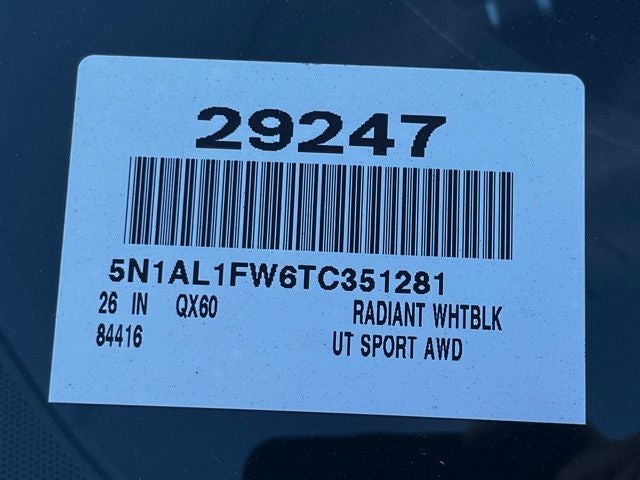 29247
5N1AL1FW6TC351281
26 IN QX60 RADIANT WHTBLK
84416 UT SPORT AWD